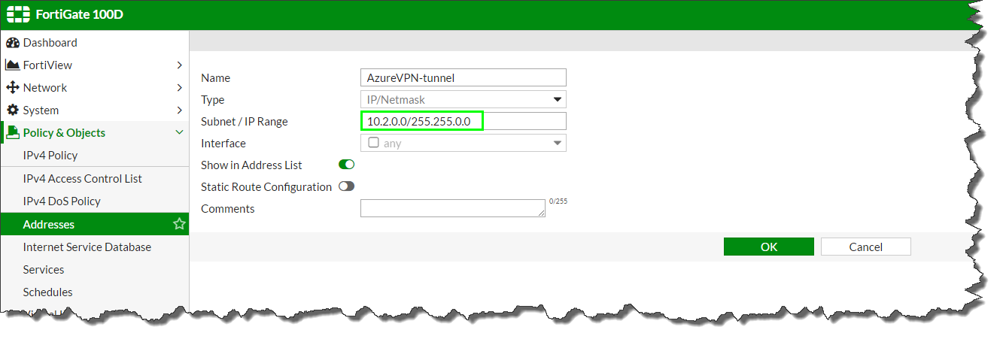 FortiGate 100D
Dashboard
FortiView
Network
System
Policy & Objects
IPv4 Policy
IPv4 Access Control List
IPv4 DoS Policy
Addresses
Internet Service Database
Services
Schedules
Name AzureVPN-tunnel
Type IP/Netmask
Subnet / IP Range 10.2.0.0/255.255.0.0
Interface any
Show in Address List
Static Route Configuration
Comments 0/255
OK Cancel